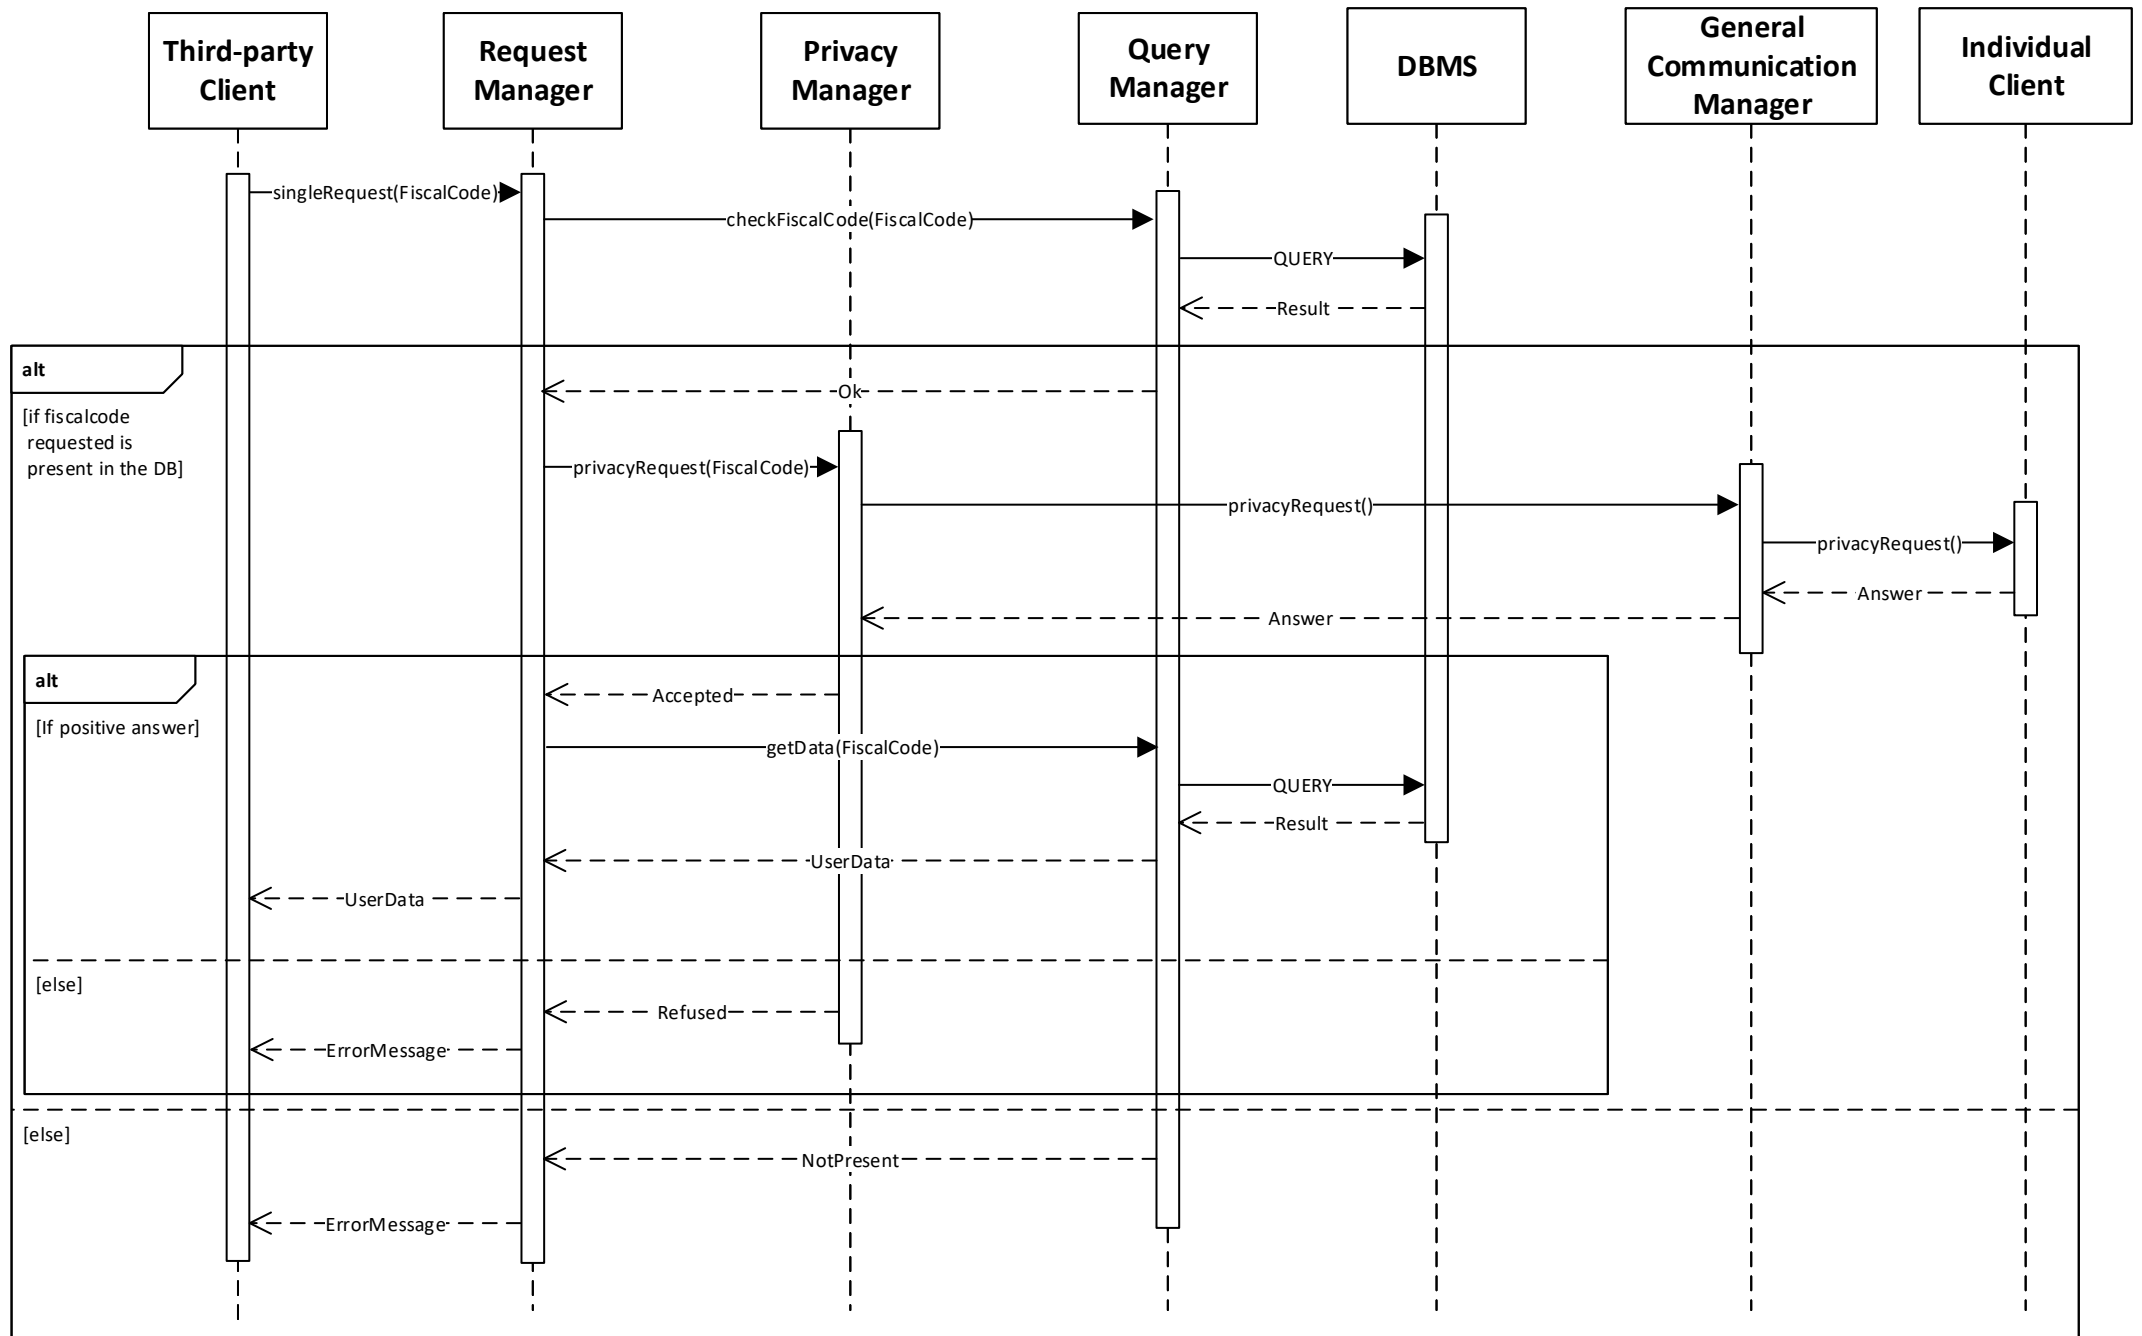 Third-party
Client
Request
Manager
Privacy
Manager
Query
Manager
DBMS
General
Communication
Manager
Individual
Client
singleRequest(FiscalCode)
checkFiscalCode(FiscalCode)
QUERY
Result
alt
[if fiscalcode
requested is
present in the DB]
Ok
privacyRequest(FiscalCode)
privacyRequest()
privacyRequest()
Answer
Answer
alt
[If positive answer]
Accepted
getData(FiscalCode)
QUERY
Result
UserData
UserData
[else]
Refused
ErrorMessage
[else]
NotPresent
ErrorMessage